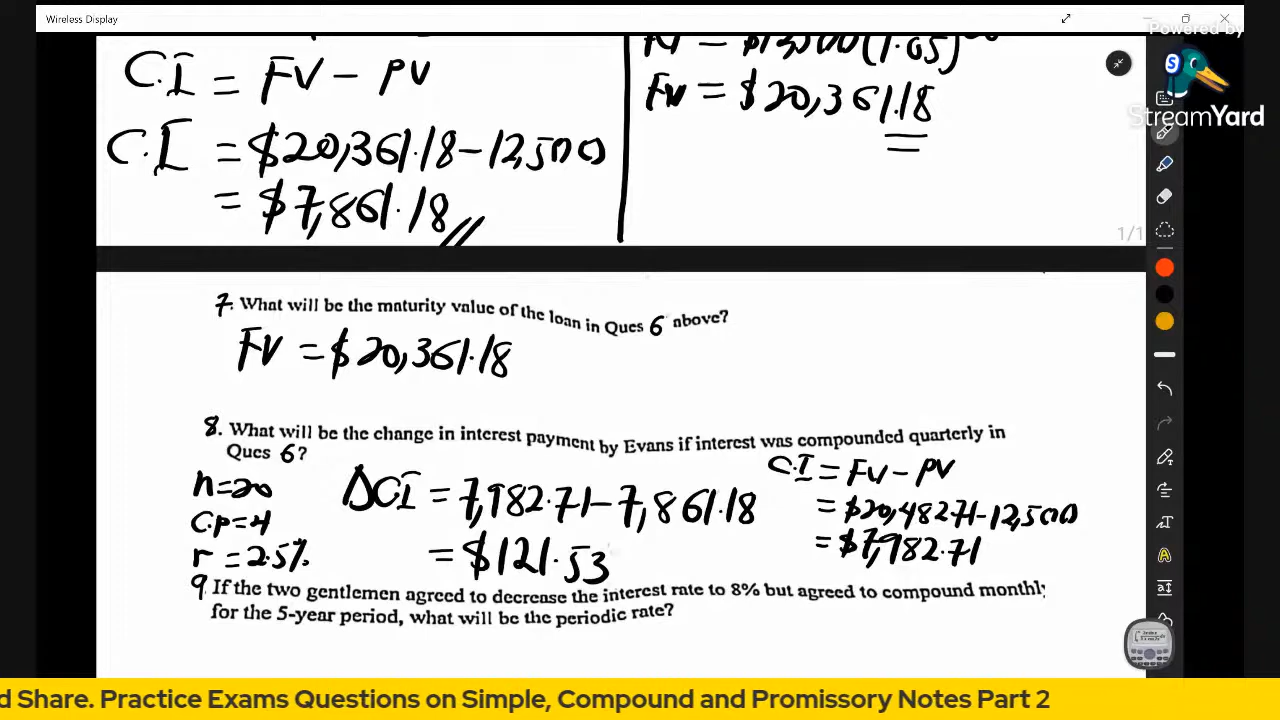 Wireless Display
Powered by
StreamYard
C.I = FV - PV
C.I = $20,361.18 - 12,500
= $7,861.18
FV = $12,500(1.05)
FV = $20,361.18
1/1
7. What will be the maturity value of the loan in Ques 6 above?
FV = $20,361.18
8. What will be the change in interest payment by Evans if interest was compounded quarterly in
Ques 6?
n=20
C.p=4
r = 2.5%
ΔCI = 7,982.71 - 7,861.18
= $121.53
C.I = FV - PV
= $20,482.71 - 12,500
= $7,982.71
9. If the two gentlemen agreed to decrease the interest rate to 8% but agreed to compound monthly
for the 5-year period, what will be the periodic rate?
d Share. Practice Exams Questions on Simple, Compound and Promissory Notes Part 2